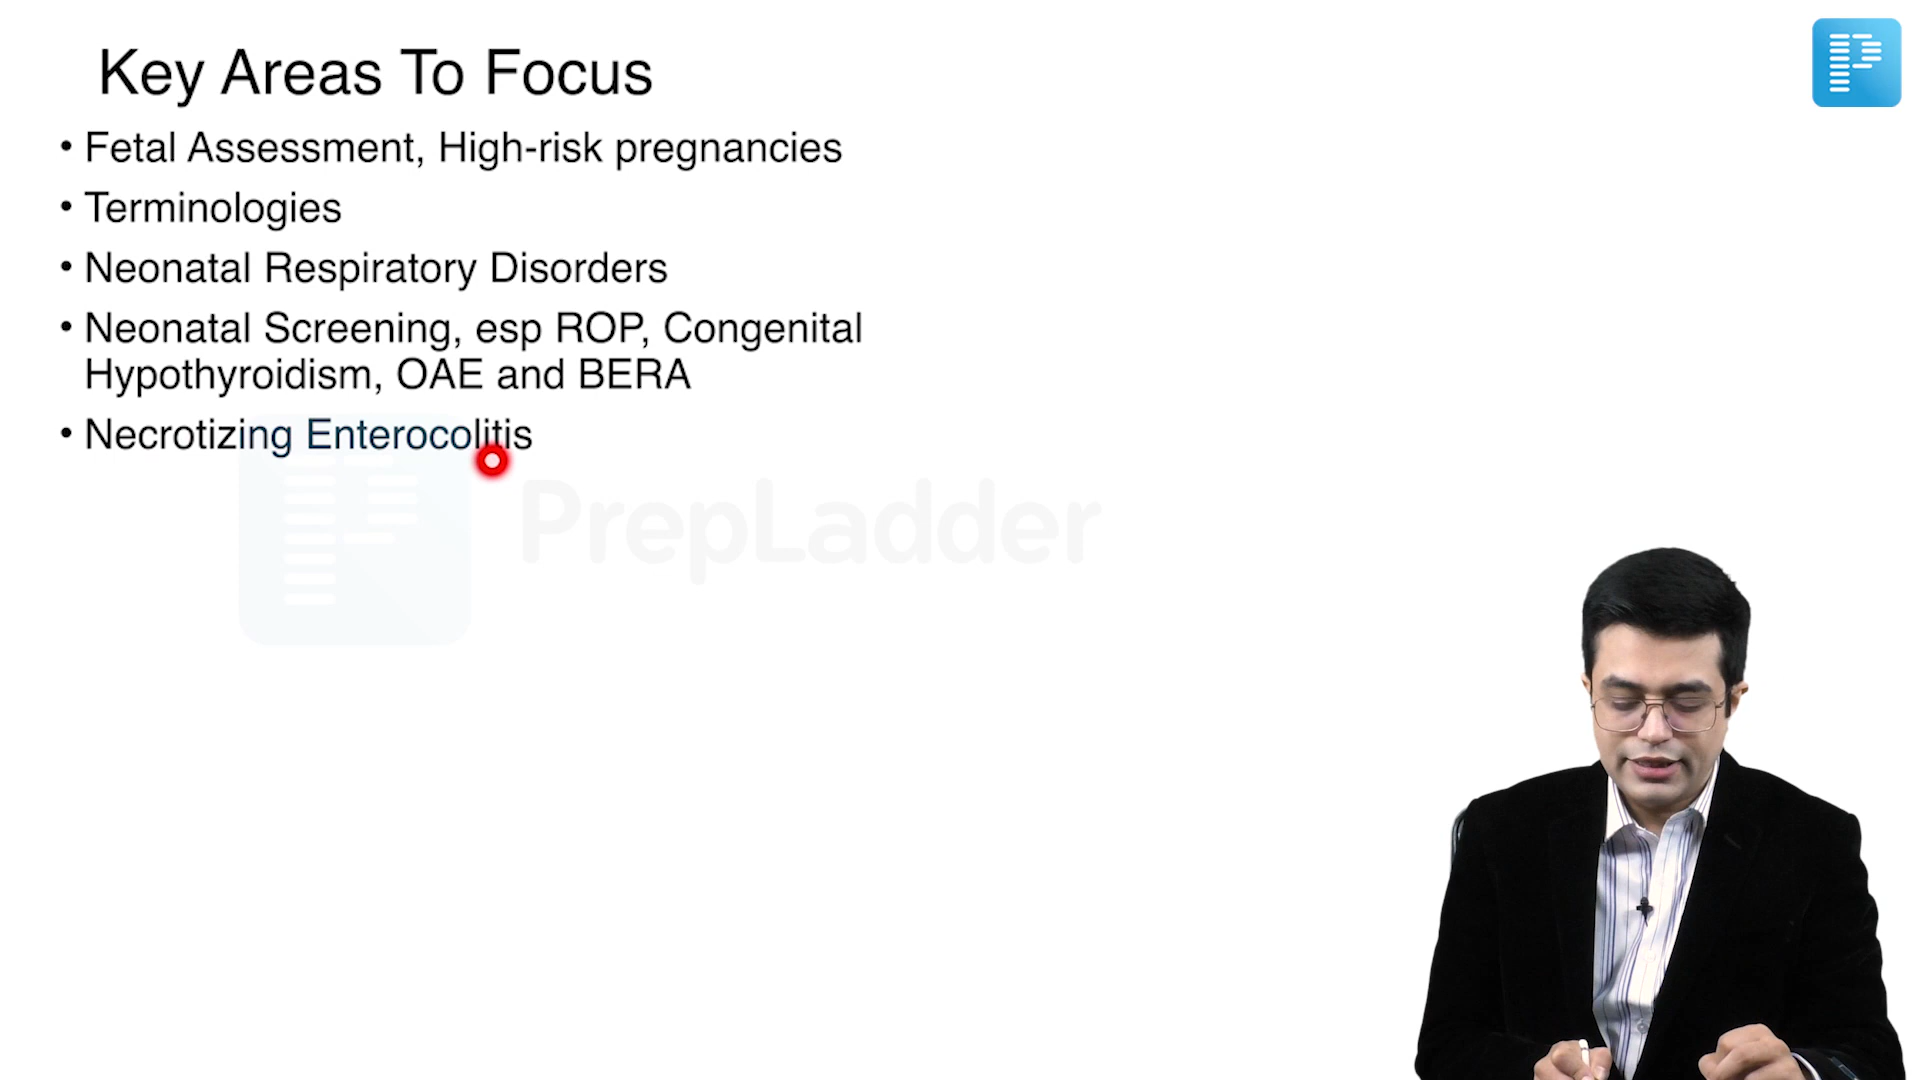 Key Areas To Focus
• Fetal Assessment, High-risk pregnancies
• Terminologies
• Neonatal Respiratory Disorders
• Neonatal Screening, esp ROP, Congenital
Hypothyroidism, OAE and BERA
• Necrotizing Enterocolitis
PrepLadder